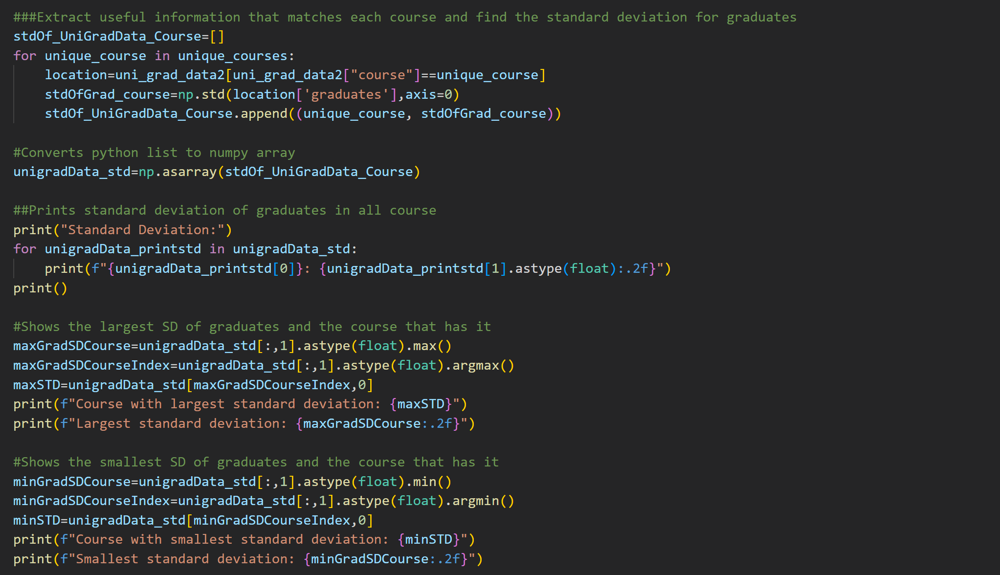 ###Extract useful information that matches each course and find the standard deviation for graduates
stdOf_UniGradData_Course=[]
for unique_course in unique_courses:
    location=uni_grad_data2[uni_grad_data2["course"]==unique_course]
    stdOfGrad_course=np.std(location['graduates'],axis=0)
    stdOf_UniGradData_Course.append((unique_course, stdOfGrad_course))

#Converts python list to numpy array
unigradData_std=np.asarray(stdOf_UniGradData_Course)

##Prints standard deviation of graduates in all course
print("Standard Deviation:")
for unigradData_printstd in unigradData_std:
    print(f"{unigradData_printstd[0]}: {unigradData_printstd[1].astype(float):.2f}")
print()

#Shows the largest SD of graduates and the course that has it
maxGradSDCourse=unigradData_std[:,1].astype(float).max()
maxGradSDCourseIndex=unigradData_std[:,1].astype(float).argmax()
maxSTD=unigradData_std[maxGradSDCourseIndex,0]
print(f"Course with largest standard deviation: {maxSTD}")
print(f"Largest standard deviation: {maxGradSDCourse:.2f}")

#Shows the smallest SD of graduates and the course that has it
minGradSDCourse=unigradData_std[:,1].astype(float).min()
minGradSDCourseIndex=unigradData_std[:,1].astype(float).argmin()
minSTD=unigradData_std[minGradSDCourseIndex,0]
print(f"Course with smallest standard deviation: {minSTD}")
print(f"Smallest standard deviation: {minGradSDCourse:.2f}")